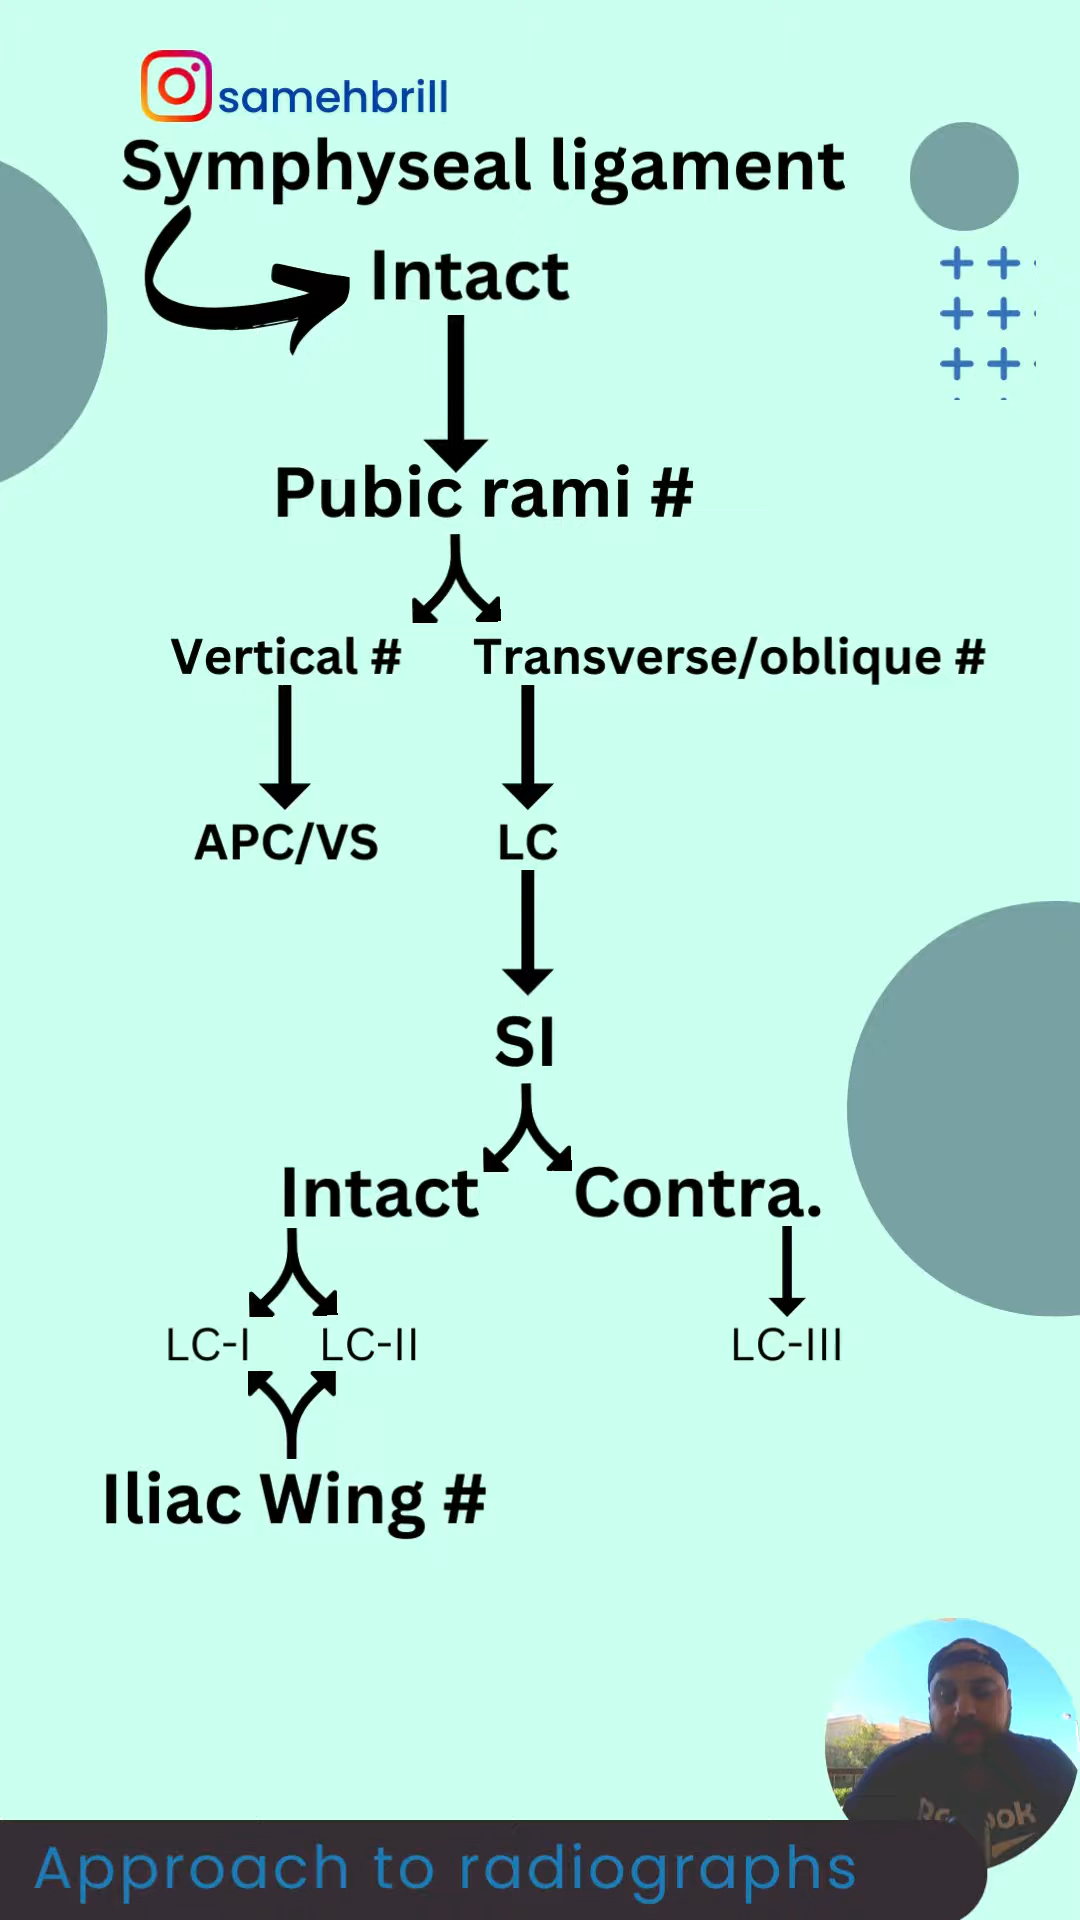 samehbrill
Symphyseal ligament
Intact
Pubic rami #
Vertical # Transverse/oblique #
APC/VS LC
SI
Intact Contra.
LC-I LC-II LC-III
Iliac Wing #
Approach to radiographs